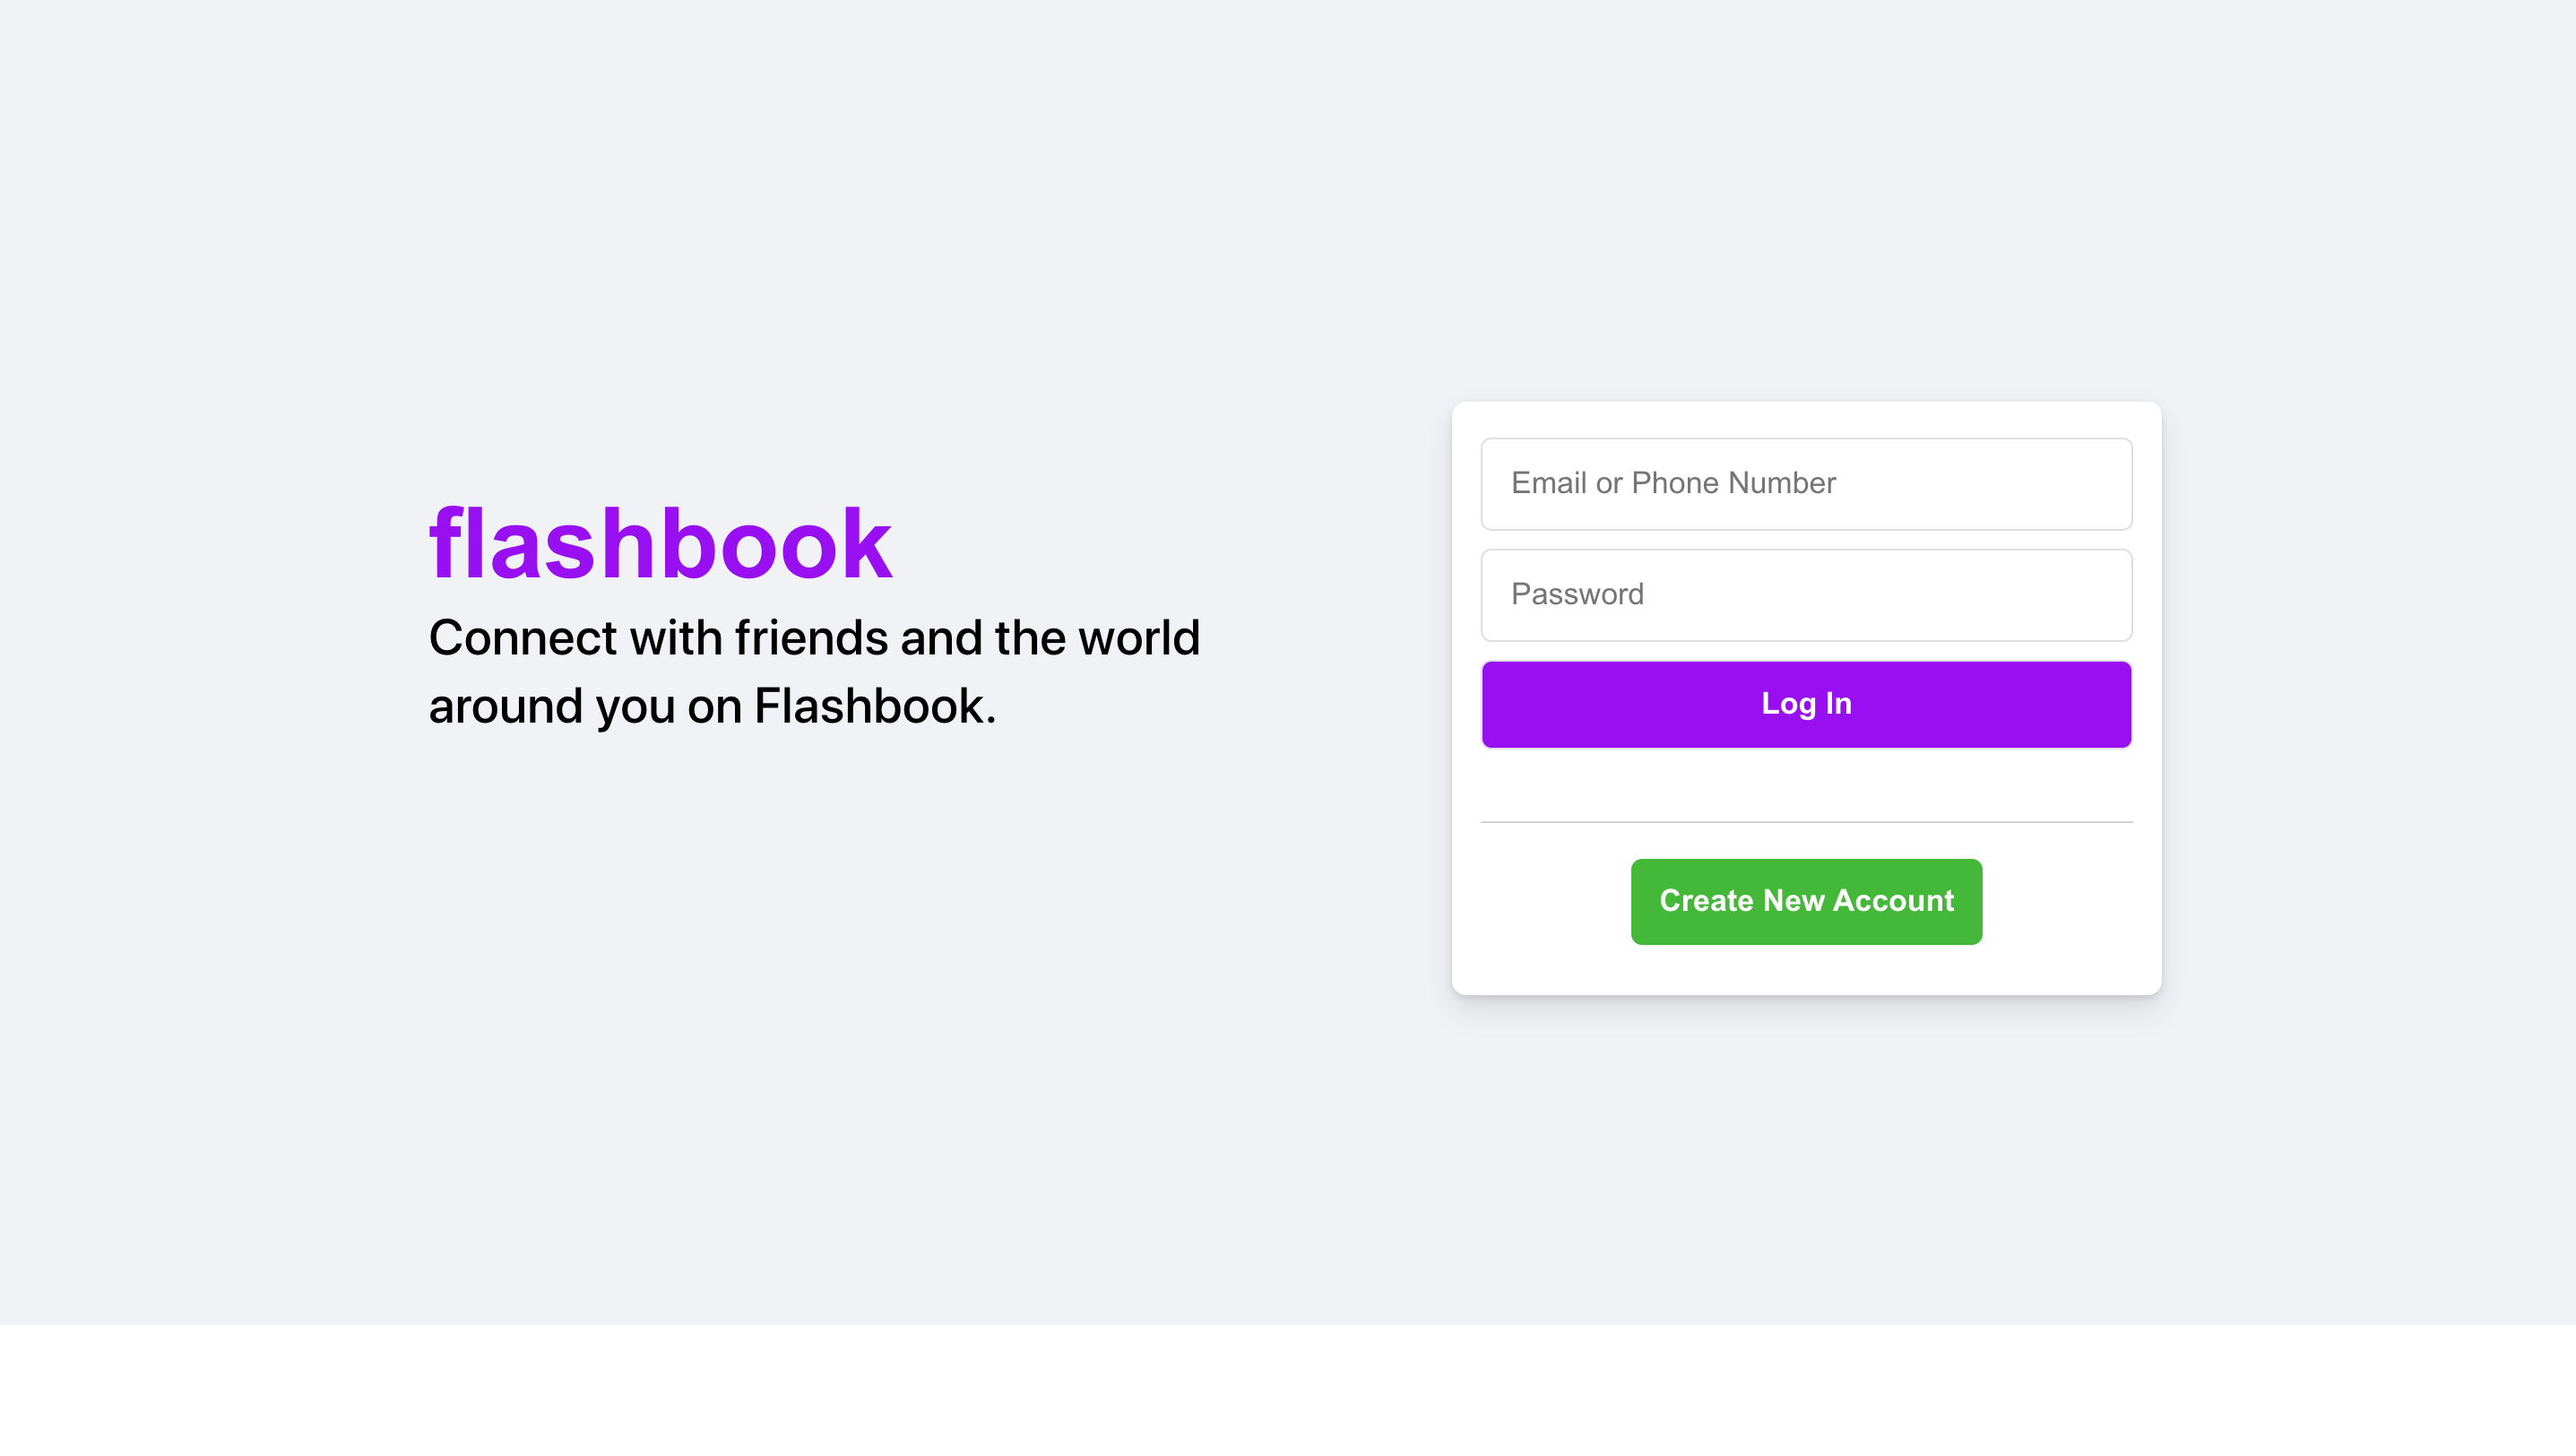 flashbook
Connect with friends and the world
around you on Flashbook.
Email or Phone Number
Password
Log In
Create New Account